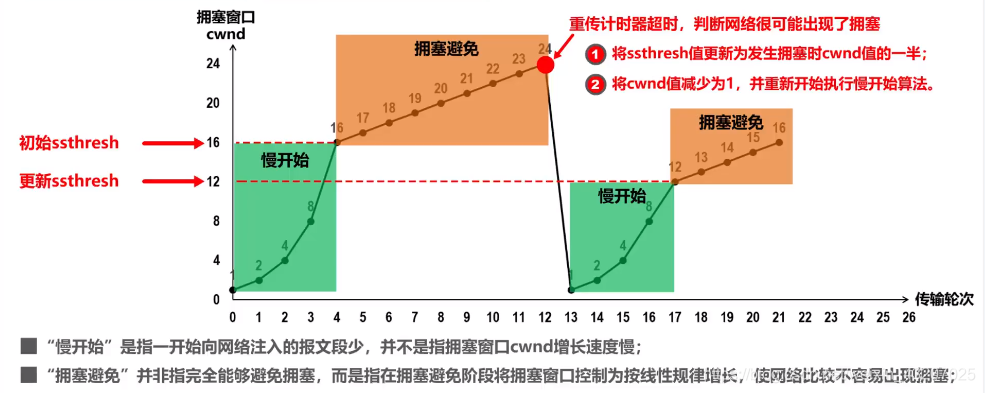 拥塞窗口
cwnd
重传计时器超时，判断网络很可能出现了拥塞
1 将ssthresh值更新为发生拥塞时cwnd值的一半；
2 将cwnd值减少为1，并重新开始执行慢开始算法。
拥塞避免
24
16 17 18 19 20 21 22 23 24
20
初始ssthresh
16
慢开始
拥塞避免
12 13 14 15 16
更新ssthresh
12
慢开始
8
1 2 4 8
1 2 4 8
4
0
0 1 2 3 4 5 6 7 8 9 10 11 12 13 14 15 16 17 18 19 20 21 22 23 24 25 26
传输轮次
“慢开始”是指一开始向网络注入的报文段少，并不是指拥塞窗口cwnd增长速度慢；
“拥塞避免”并非指完全能够避免拥塞，而是指在拥塞避免阶段将拥塞窗口控制为按线性规律增长，使网络比较不容易出现拥塞；